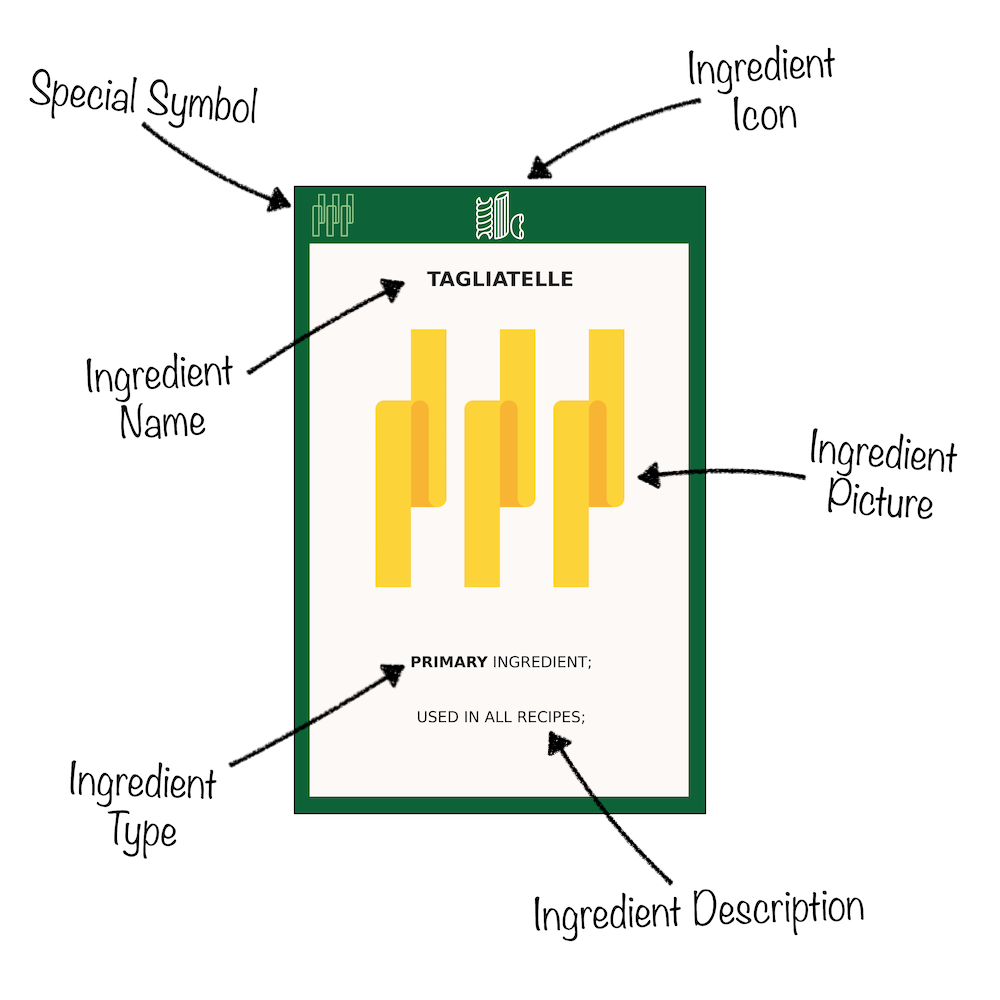 Special Symbol
Ingredient
Icon
TAGLIATELLE
Ingredient
Name
Ingredient
Picture
PRIMARY INGREDIENT;
USED IN ALL RECIPES;
Ingredient
Type
Ingredient Description